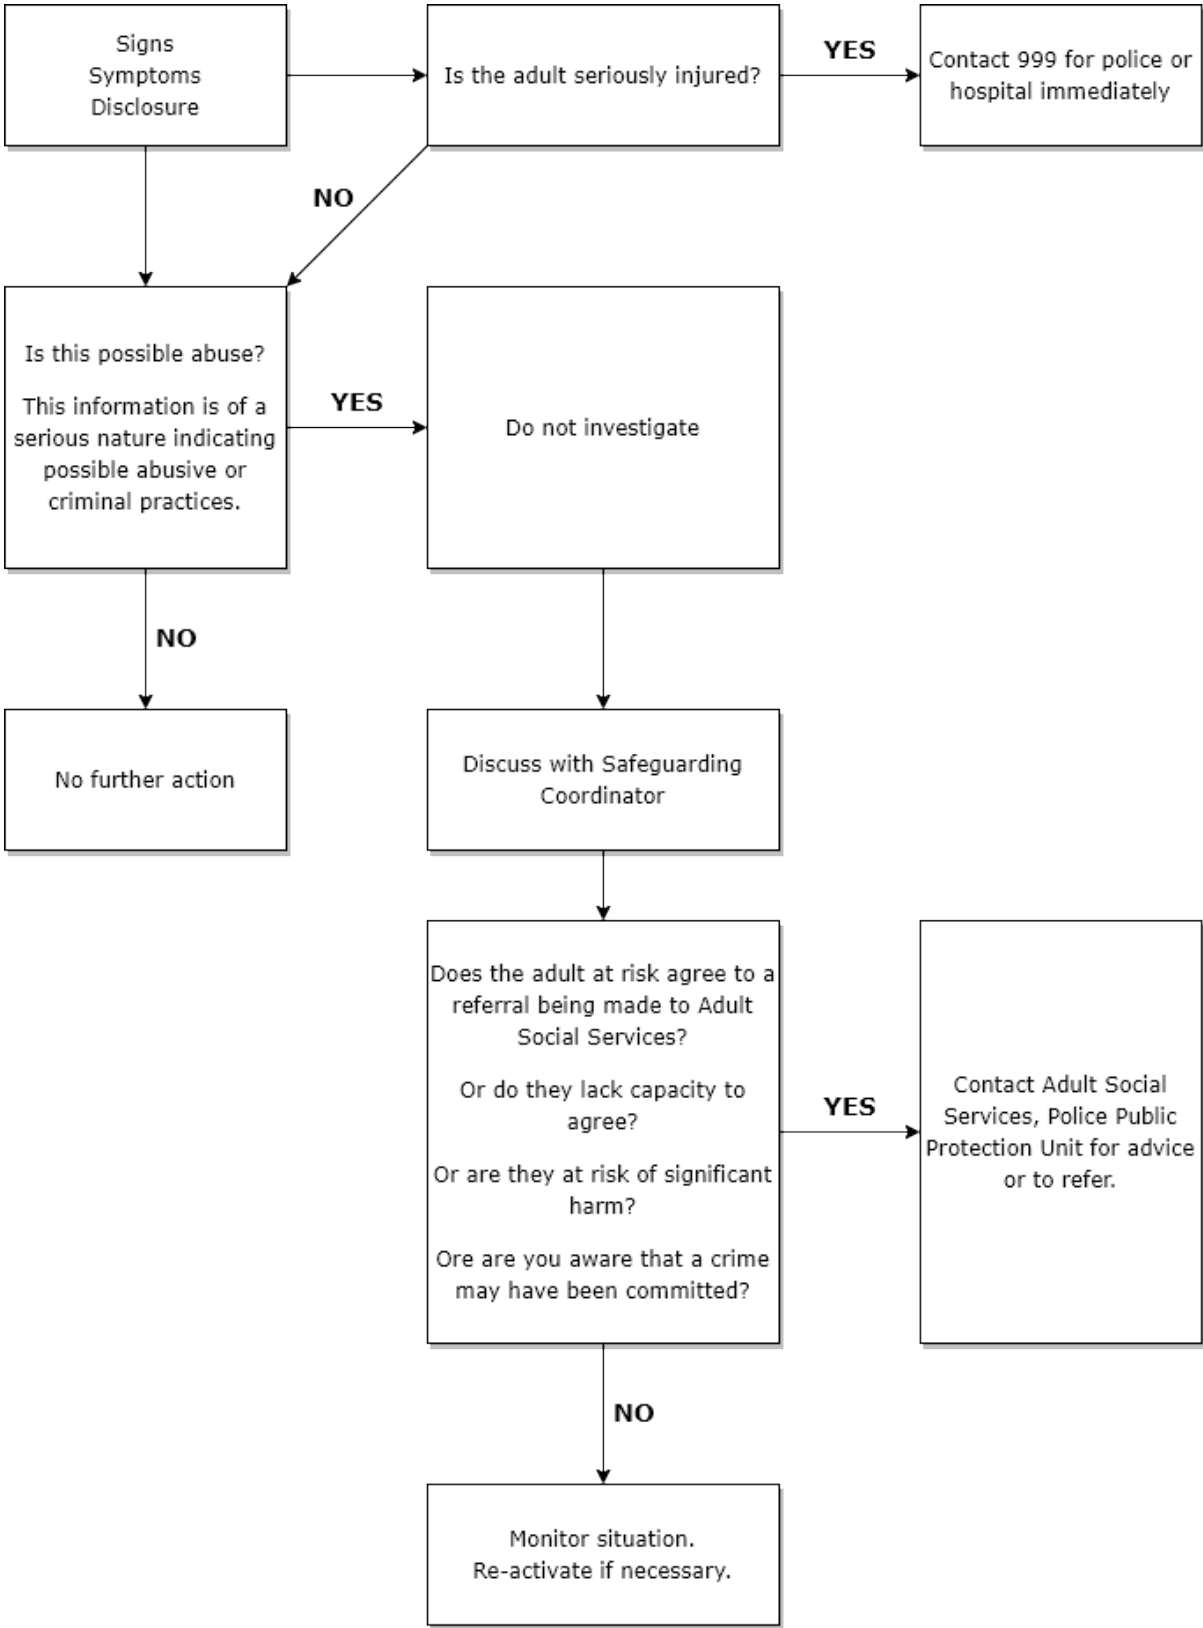 Signs
Symptoms
Disclosure
Is the adult seriously injured?
YES
Contact 999 for police or
hospital immediately
NO
Is this possible abuse?
This information is of a
serious nature indicating
possible abusive or
criminal practices.
YES
Do not investigate
NO
No further action
Discuss with Safeguarding
Coordinator
Does the adult at risk agree to a
referral being made to Adult
Social Services?
Or do they lack capacity to
agree?
Or are they at risk of significant
harm?
Ore are you aware that a crime
may have been committed?
YES
Contact Adult Social
Services, Police Public
Protection Unit for advice
or to refer.
NO
Monitor situation.
Re-activate if necessary.